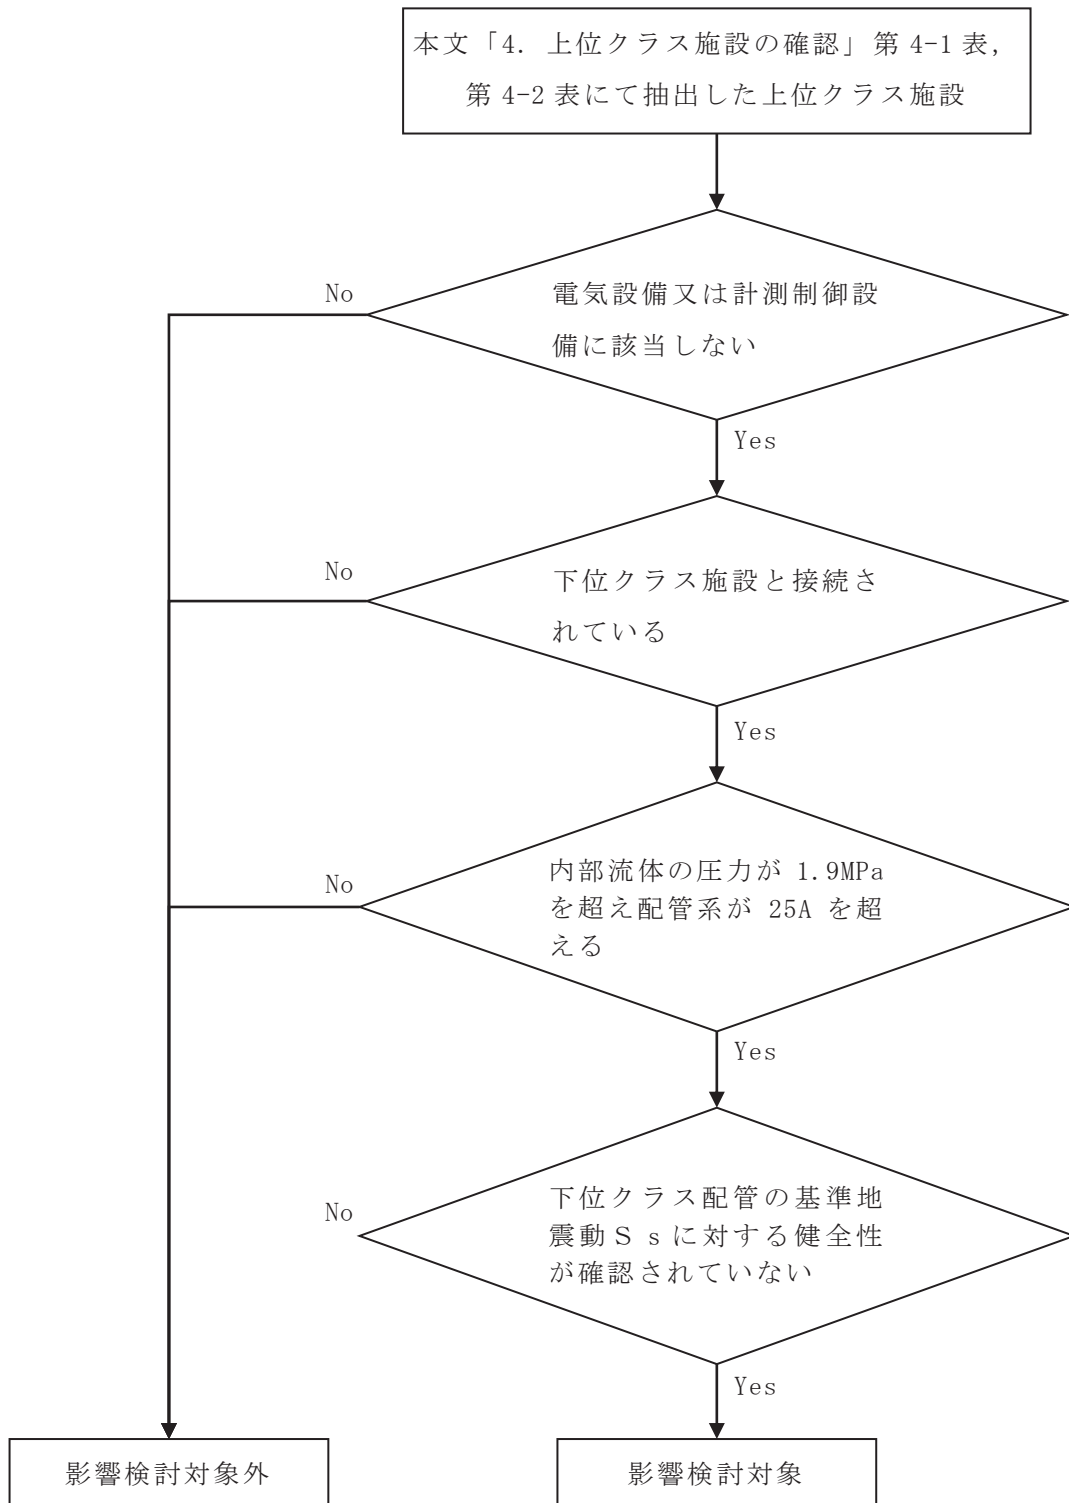 本文「4. 上位クラス施設の確認」第 4-1 表,
第 4-2 表にて抽出した上位クラス施設
No
電気設備又は計測制御設
備に該当しない
Yes
No
下位クラス施設と接続さ
れている
Yes
No
内部流体の圧力が 1.9MPa
を超え配管系が 25A を超
える
Yes
No
下位クラス配管の基準地
震動Ｓｓに対する健全性
が確認されていない
Yes
影響検討対象外
影響検討対象